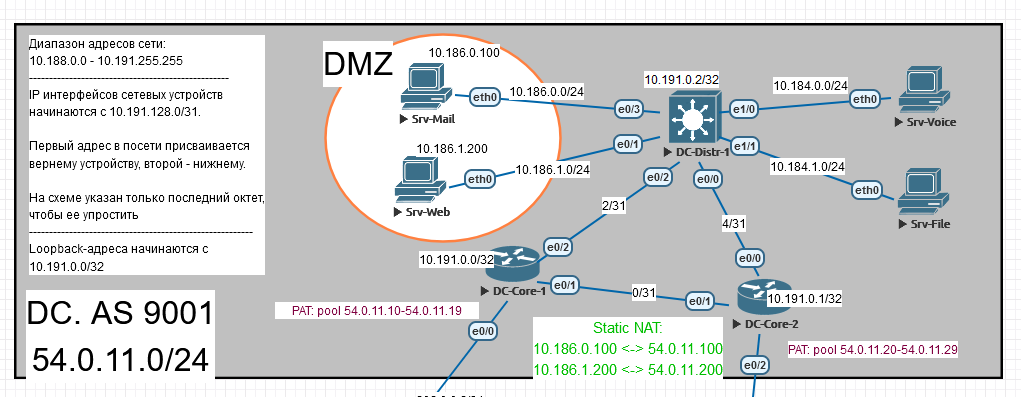 Диапазон адресов сети:
10.188.0.0 - 10.191.255.255
--------------------------------------------------
IP интерфейсов сетевых устройств
начинаются с 10.191.128.0/31.
Первый адрес в посети присваивается
вернему устройству, второй - нижнему.
На схеме указан только последний октет,
чтобы ее упростить
--------------------------------------------------------
Loopback-адреса начинаются с
10.191.0.0/32
DC. AS 9001
54.0.11.0/24
DMZ
10.186.0.100
eth0
10.186.0.0/24
e0/3
Srv-Mail
10.186.1.200
e0/1
10.186.1.0/24
eth0
Srv-Web
10.191.0.2/32
DC-Distr-1
e0/2
e0/0
e1/0
10.184.0.0/24
eth0
Srv-Voice
e1/1
10.184.1.0/24
eth0
Srv-File
2/31
4/31
e0/2
10.191.0.0/32
DC-Core-1
e0/1
0/31
e0/1
e0/0
10.191.0.1/32
DC-Core-2
PAT: pool 54.0.11.10-54.0.11.19
e0/0
Static NAT:
10.186.0.100 <-> 54.0.11.100
10.186.1.200 <-> 54.0.11.200
PAT: pool 54.0.11.20-54.0.11.29
e0/2